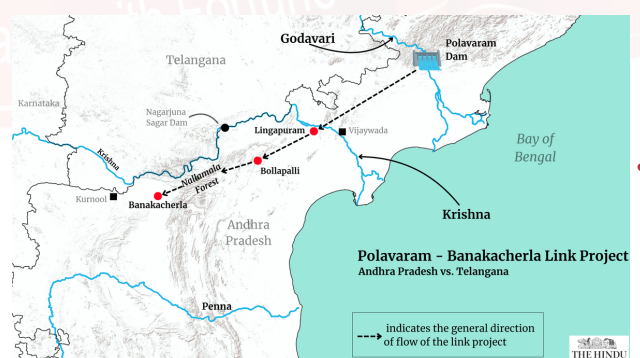 Godavari
Polavaram
Dam
Telangana
Karnataka
Nagarjuna
Sagar Dam
Lingapuram
Vijaywada
Bay of
Bengal
Krishna
Bollapalli
Nallamala
Forest
Kurnool
Banakacherla
Krishna
Andhra
Pradesh
Polavaram - Banakacherla Link Project
Andhra Pradesh vs. Telangana
Penna
indicates the general direction
of flow of the link project
THE HINDU